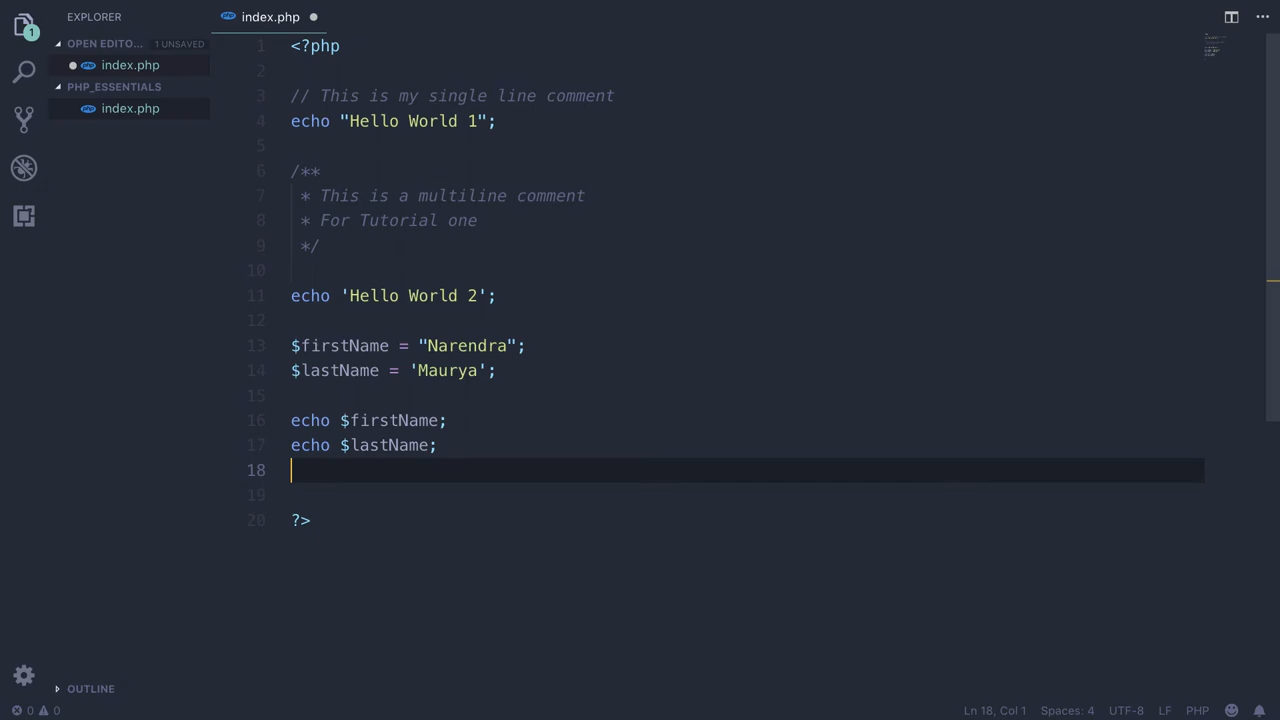 EXPLORER
OPEN EDITO... 1 UNSAVED
index.php
PHP_ESSENTIALS
index.php
OUTLINE
1
index.php
1 <?php
2
3 // This is my single line comment
4 echo "Hello World 1";
5
6 /**
7 * This is a multiline comment
8 * For Tutorial one
9 */
10
11 echo 'Hello World 2';
12
13 $firstName = "Narendra";
14 $lastName = 'Maurya';
15
16 echo $firstName;
17 echo $lastName;
18
19
20 ?>
0 0 Ln 18, Col 1 Spaces: 4 UTF-8 LF PHP